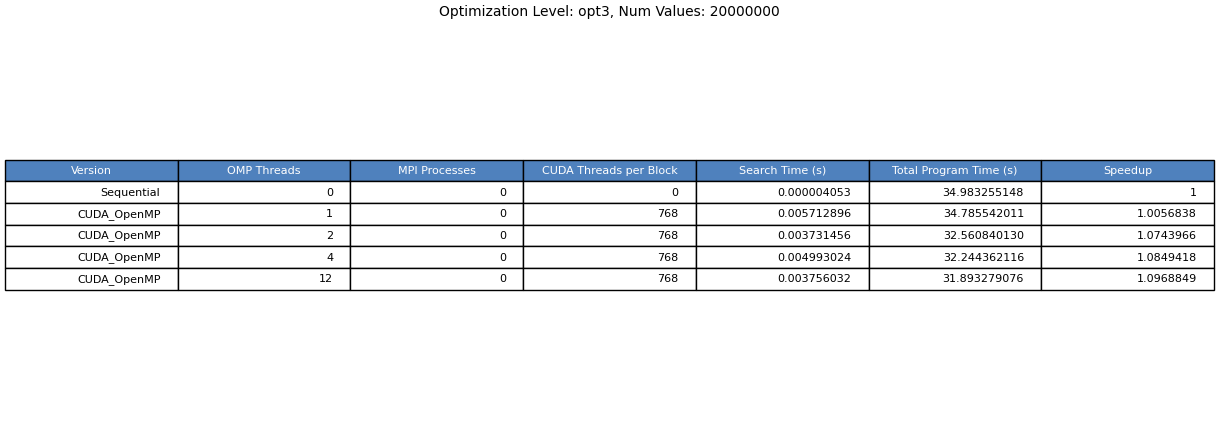 Optimization Level: opt3, Num Values: 20000000
Version OMP Threads MPI Processes CUDA Threads per Block Search Time (s) Total Program Time (s) Speedup
Sequential 0 0 0 0.000004053 34.983255148 1
CUDA_OpenMP 1 0 768 0.005712896 34.785542011 1.0056838
CUDA_OpenMP 2 0 768 0.003731456 32.560840130 1.0743966
CUDA_OpenMP 4 0 768 0.004993024 32.244362116 1.0849418
CUDA_OpenMP 12 0 768 0.003756032 31.893279076 1.0968849